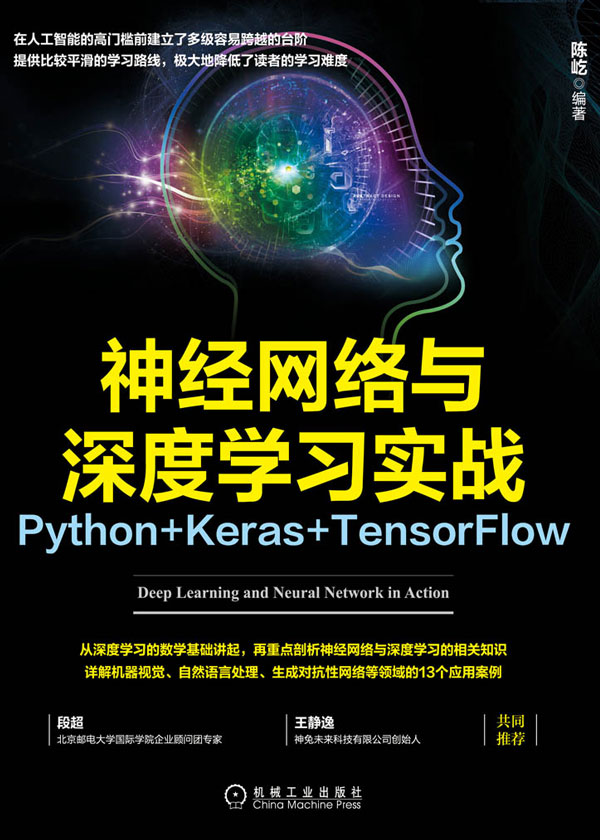 在人工智能的高门槛前建立了多级容易跨越的台阶
提供比较平滑的学习路线，极大地降低了读者的学习难度
陈屹◎编著
ABSTRACT DESIGN
神经网络与
深度学习实战
Python+Keras+TensorFlow
Deep Learning and Neural Network in Action
从深度学习的数学基础讲起，再重点剖析神经网络与深度学习的相关知识
详解机器视觉、自然语言处理、生成对抗性网络等领域的13个应用案例
段超
北京邮电大学国际学院企业顾问团专家
王静逸
神兔未来科技有限公司创始人
共同
推荐
机械工业出版社
China Machine Press